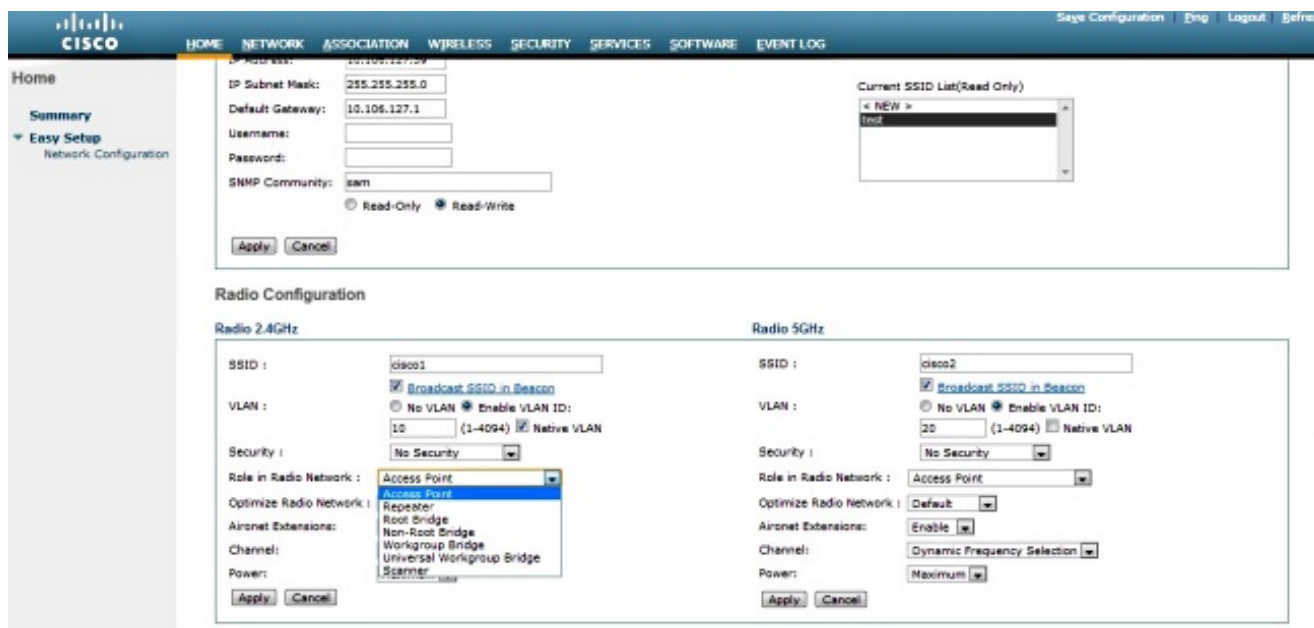 Save Configuration Ping Logout Refre
CISCO
HOME NETWORK ASSOCIATION WIRELESS SECURITY SERVICES SOFTWARE EVENT LOG
Home
Summary
Easy Setup
Network Configuration
IP Address: 10.106.127.39
IP Subnet Mask: 255.255.255.0
Default Gateway: 10.106.127.1
Username:
Password:
SNMP Community: sam
Read-Only Read-Write
Apply Cancel
Current SSID List(Read Only)
< NEW >
test
Radio Configuration
Radio 2.4GHz
SSID : cisco1
Broadcast SSID in Beacon
VLAN : No VLAN Enable VLAN ID:
10 (1-4094) Native VLAN
Security : No Security
Role in Radio Network : Access Point
Access Point
Repeater
Root Bridge
Non-Root Bridge
Workgroup Bridge
Universal Workgroup Bridge
Scanner
Optimize Radio Network :
Aironet Extensions:
Channel:
Power:
Apply Cancel
Radio 5GHz
SSID : cisco2
Broadcast SSID in Beacon
VLAN : No VLAN Enable VLAN ID:
20 (1-4094) Native VLAN
Security : No Security
Role in Radio Network : Access Point
Optimize Radio Network : Default
Aironet Extensions: Enable
Channel: Dynamic Frequency Selection
Power: Maximum
Apply Cancel